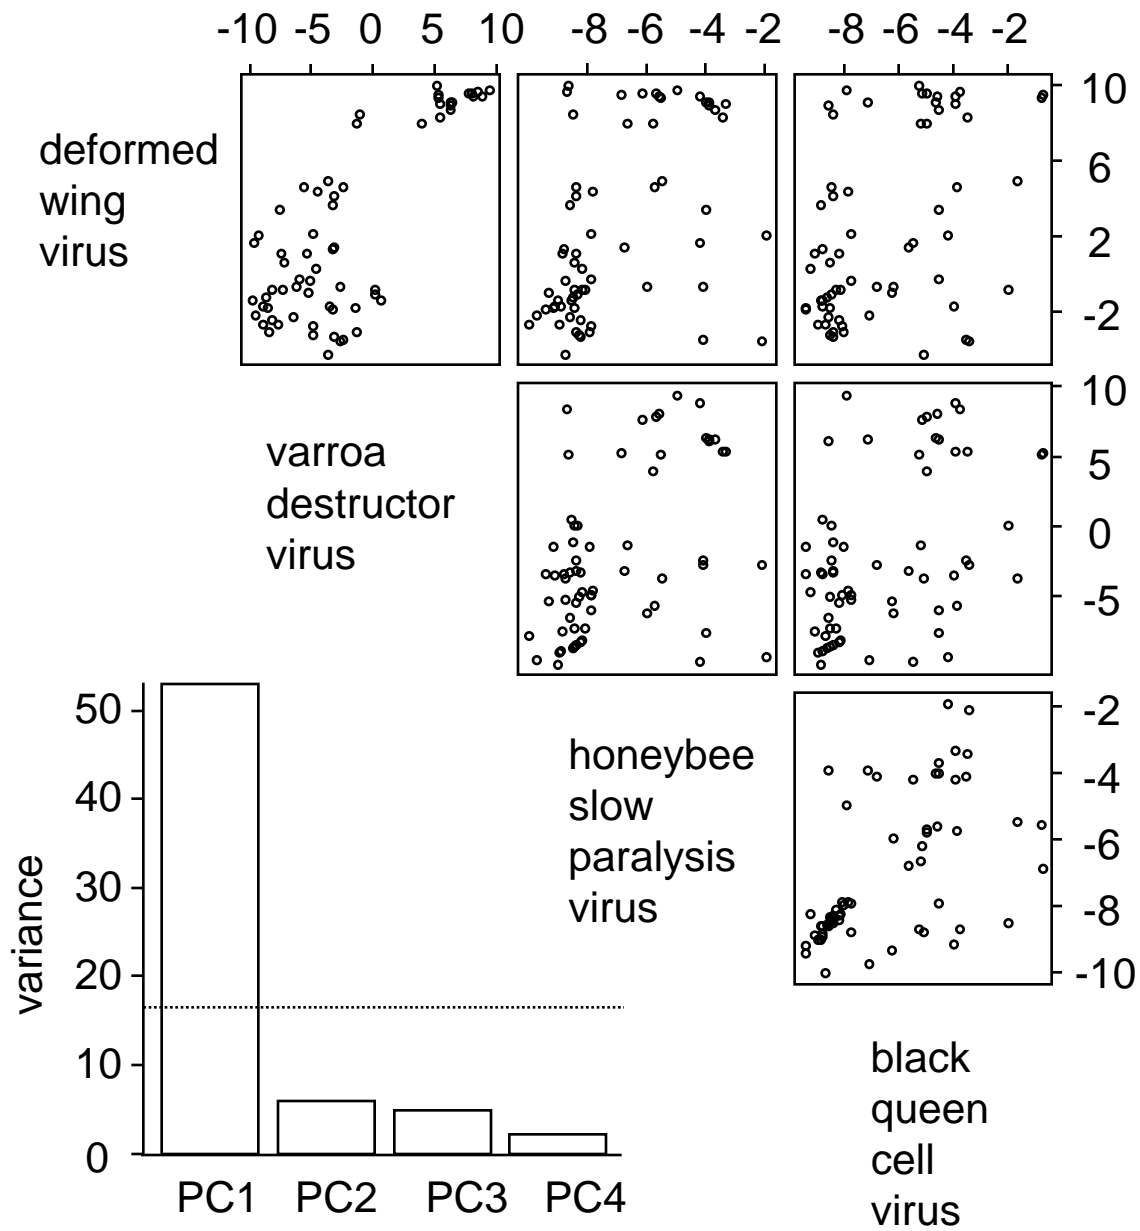 -10 -5 0 5 10 -8 -6 -4 -2 -8 -6 -4 -2
10
6
2
-2
deformed
wing
virus
10
5
0
-5
varroa
destructor
virus
-2
-4
-6
-8
-10
honeybee
slow
paralysis
virus
black
queen
cell
virus
variance
50
40
30
20
10
0
PC1 PC2 PC3 PC4